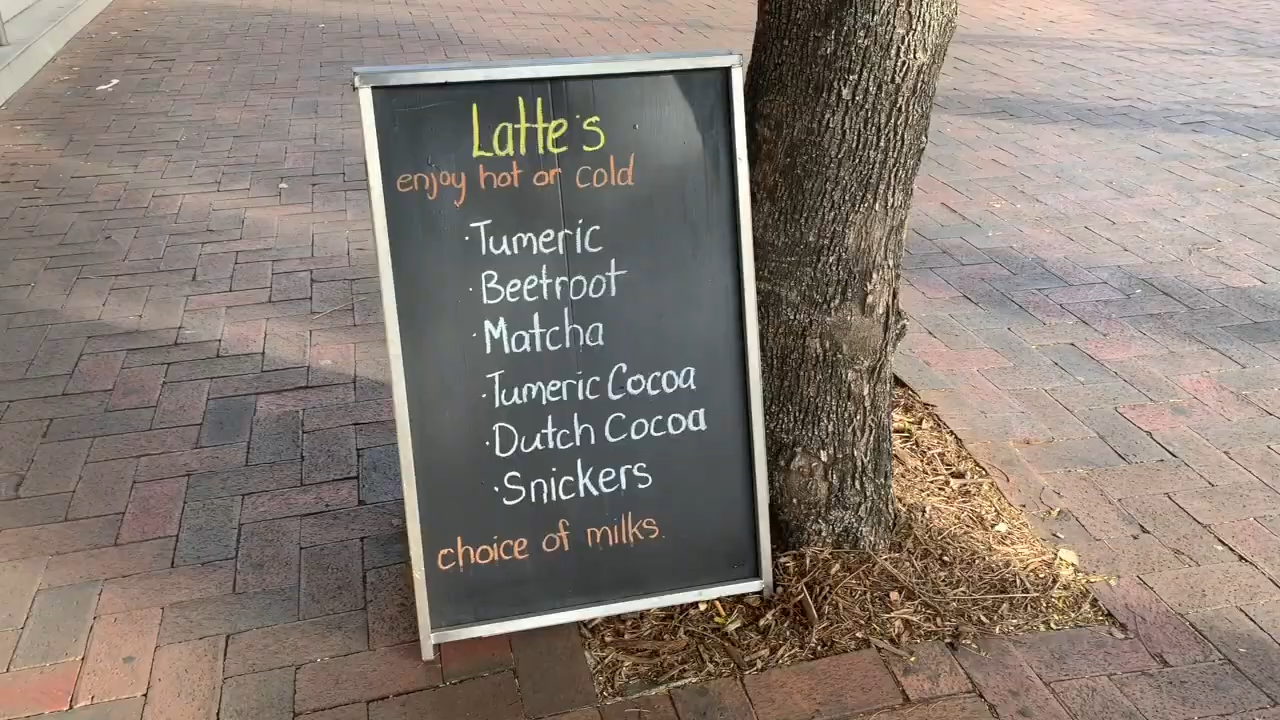 Latte's
enjoy hot or cold
·Tumeric
·Beetroot
·Matcha
·Tumeric Cocoa
·Dutch Cocoa
·Snickers
choice of milks.